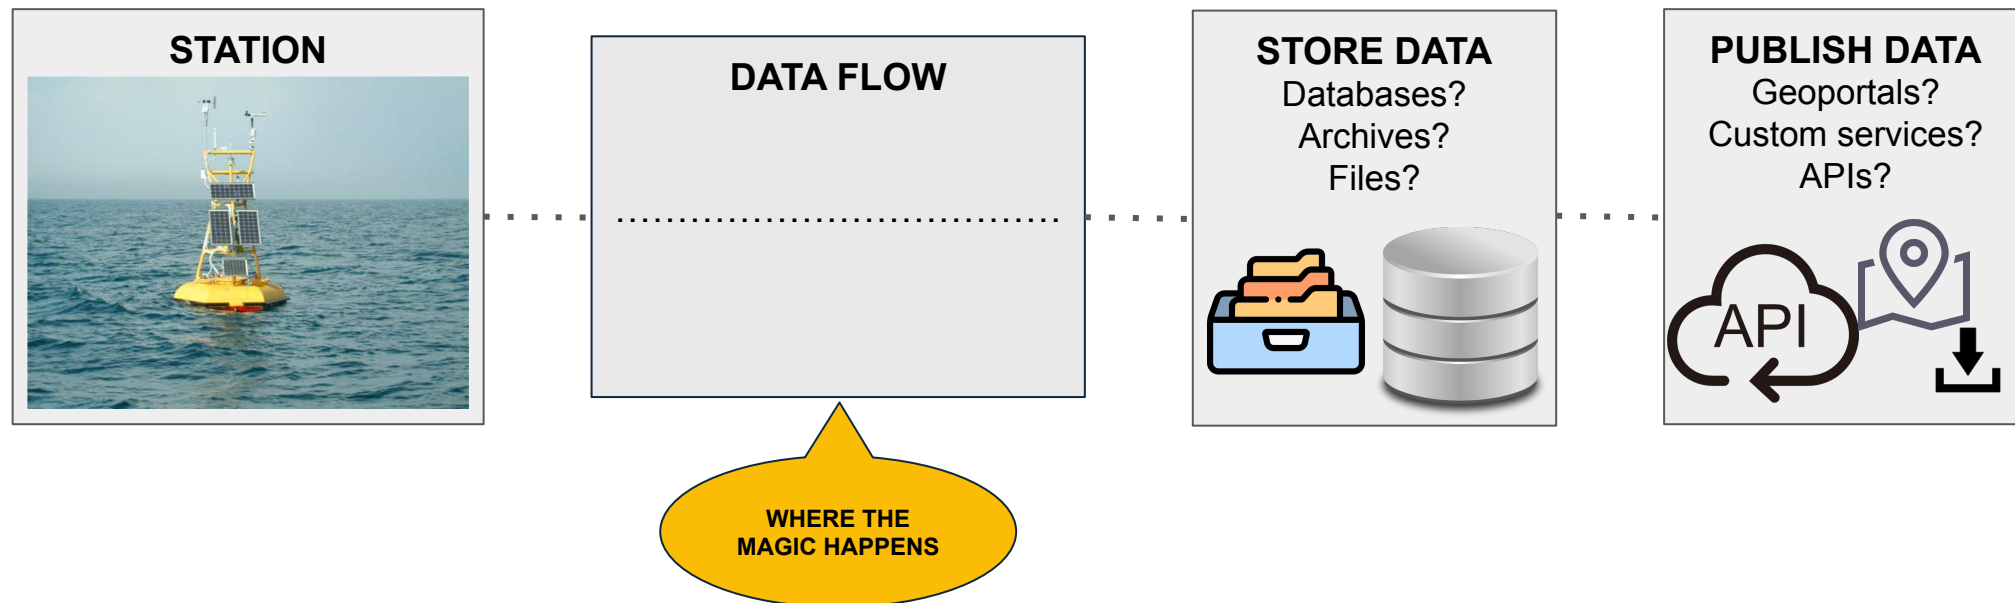 STATION
DATA FLOW
WHERE THE
MAGIC HAPPENS
STORE DATA
Databases?
Archives?
Files?
PUBLISH DATA
Geoportals?
Custom services?
APIs?
API